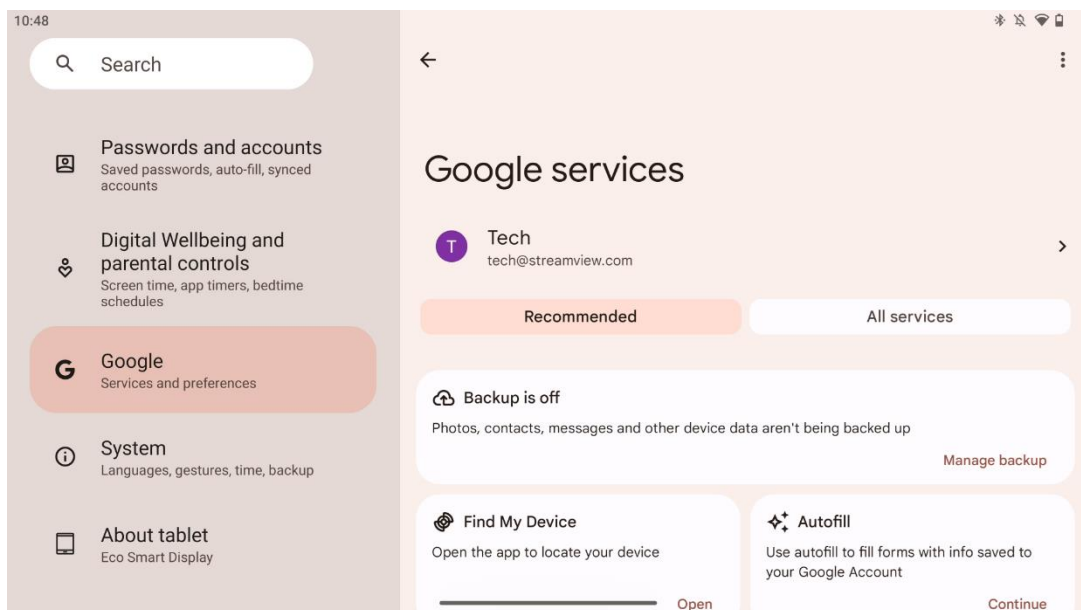 10:48
Search
Passwords and accounts
Saved passwords, auto-fill, synced
accounts
Digital Wellbeing and
parental controls
Screen time, app timers, bedtime
schedules
Google
Services and preferences
System
Languages, gestures, time, backup
About tablet
Eco Smart Display
Google services
T
Tech
tech@streamview.com
Recommended
All services
Backup is off
Photos, contacts, messages and other device data aren't being backed up
Manage backup
Find My Device
Open the app to locate your device
Open
Autofill
Use autofill to fill forms with info saved to
your Google Account
Continue